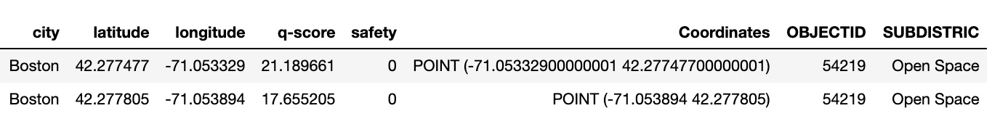 city latitude longitude q-score safety Coordinates OBJECTID SUBDISTRIC
Boston 42.277477 -71.053329 21.189661 0 POINT (-71.05332900000001 42.27747700000001) 54219 Open Space
Boston 42.277805 -71.053894 17.655205 0 POINT (-71.053894 42.277805) 54219 Open Space